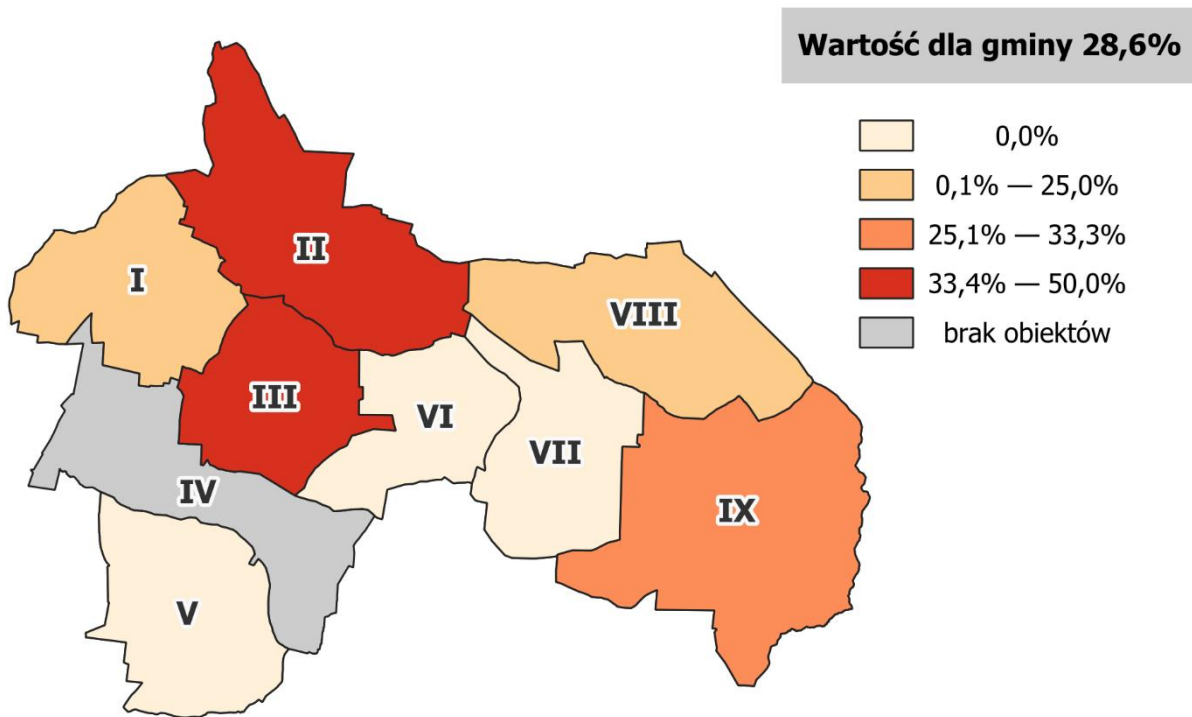 Wartość dla gminy 28,6%
0,0%
0,1% — 25,0%
25,1% — 33,3%
33,4% — 50,0%
brak obiektów
I
II
III
IV
V
VI
VII
VIII
IX